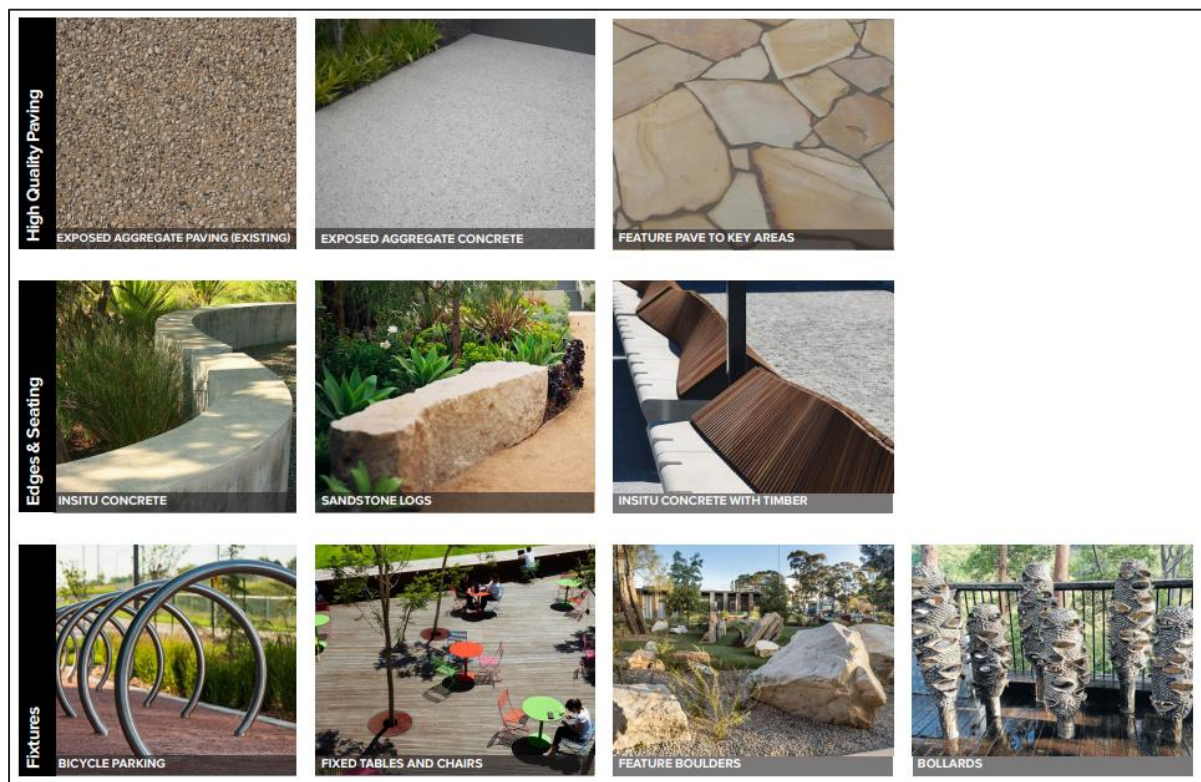 High Quality Paving
EXPOSED AGGREGATE PAVING (EXISTING)
EXPOSED AGGREGATE CONCRETE
FEATURE PAVE TO KEY AREAS
Edges & Seating
INSITU CONCRETE
SANDSTONE LOGS
INSITU CONCRETE WITH TIMBER
Fixtures
BICYCLE PARKING
FIXED TABLES AND CHAIRS
FEATURE BOULDERS
BOLLARDS